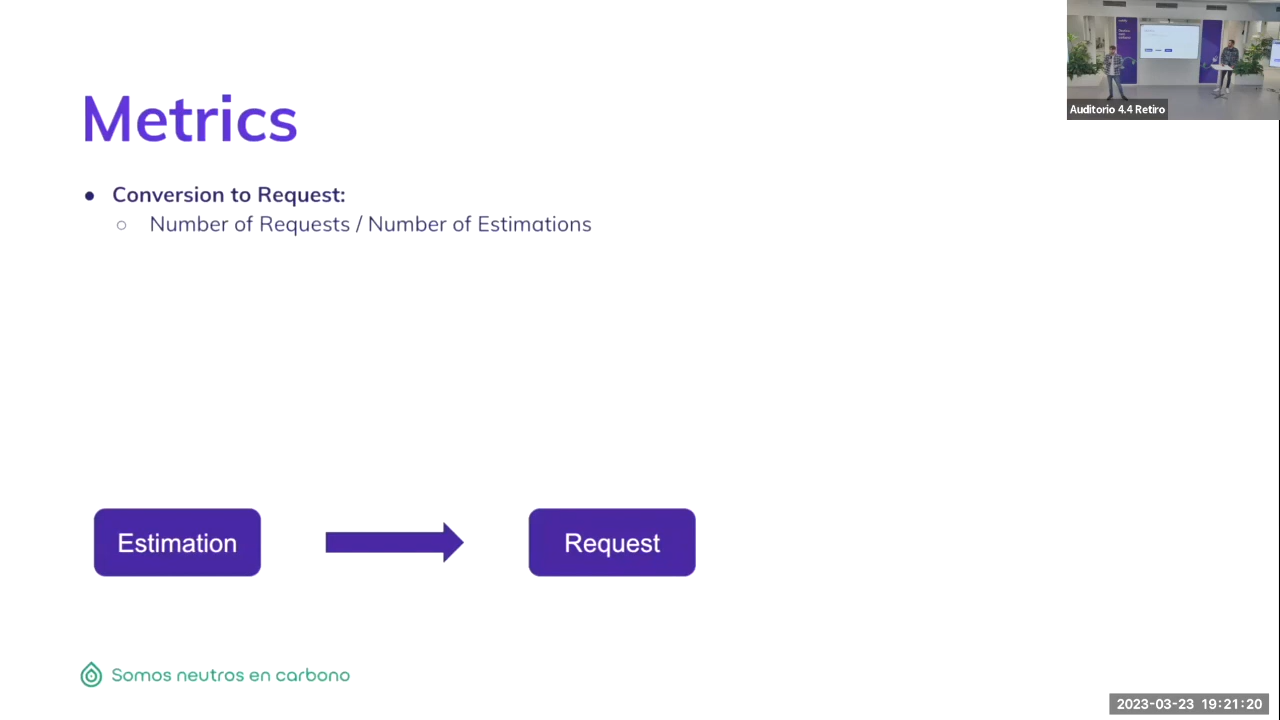 Metrics
Conversion to Request:
Number of Requests / Number of Estimations
Estimation
Request
Somos neutros en carbono
Auditorio 4.4 Retiro
2023-03-23 19:21:20